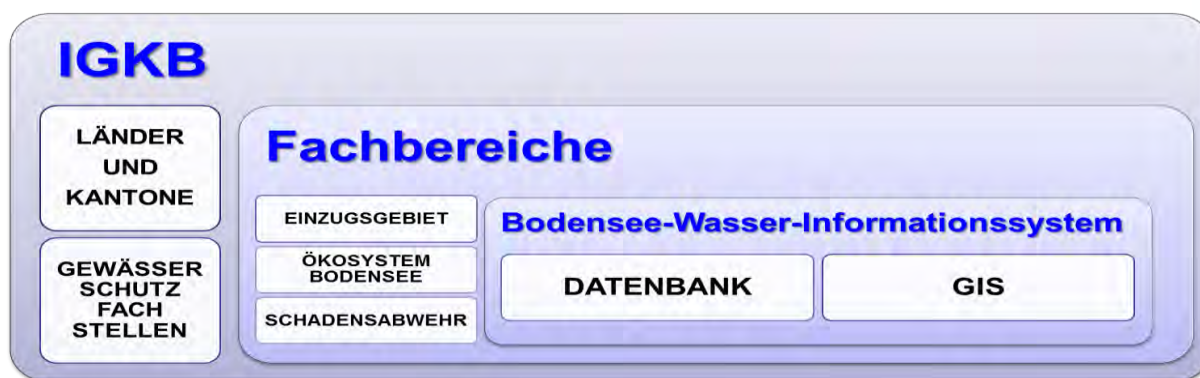 IGKB
LÄNDER
UND
KANTONE
GEWÄSSER
SCHUTZ
FACH
STELLEN
Fachbereiche
EINZUGSGEBIET
ÖKOSYSTEM
BODENSEE
SCHADENSABWEHR
Bodensee-Wasser-Informationssystem
DATENBANK
GIS